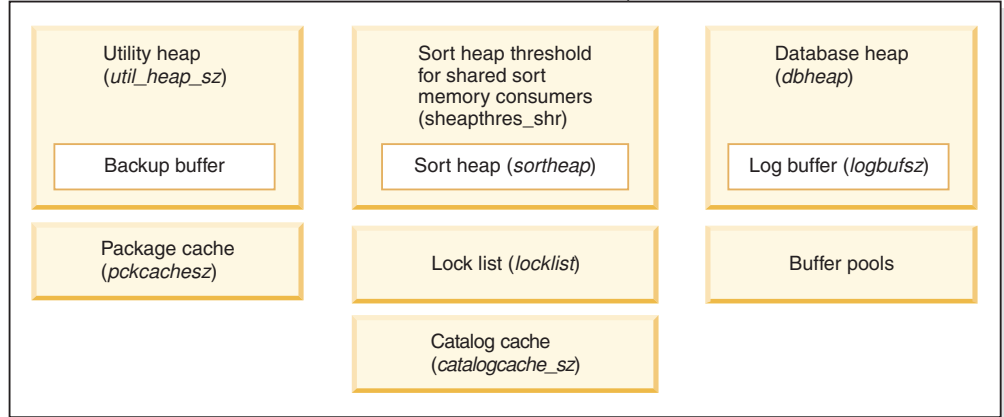 Utility heap
(util_heap_sz)
Backup buffer
Sort heap threshold
for shared sort
memory consumers
(sheapthres_shr)
Sort heap (sortheap)
Database heap
(dbheap)
Log buffer (logbufsz)
Package cache
(pckcachesz)
Lock list (locklist)
Buffer pools
Catalog cache
(catalogcache_sz)